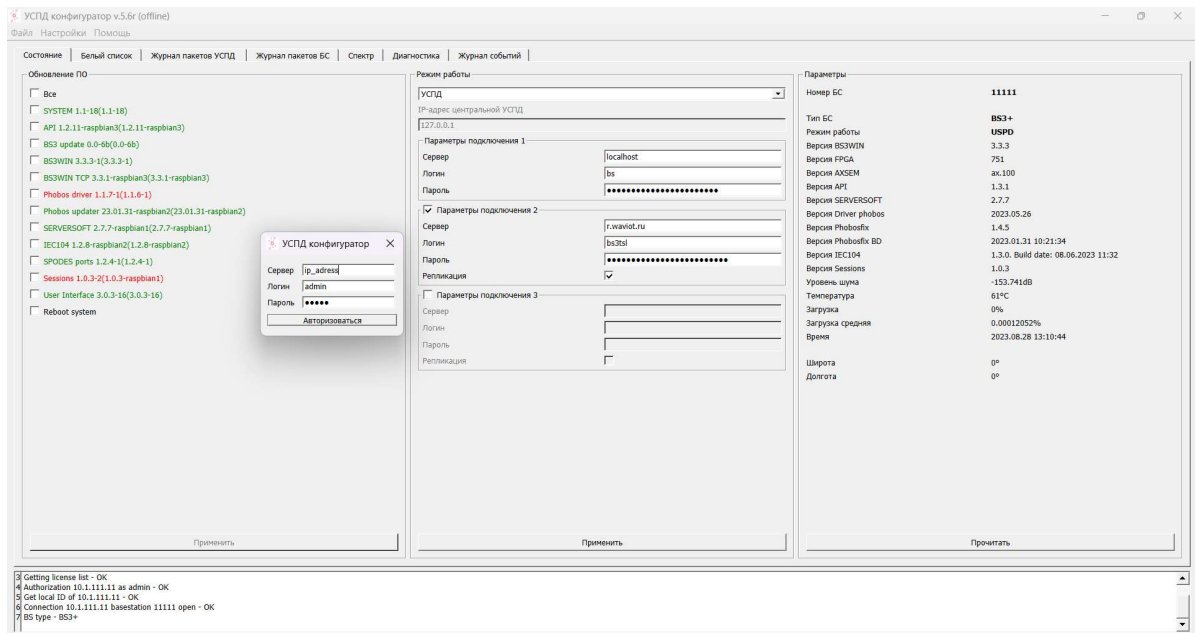 УСПД конфигуратор v.5.6r (offline)
Файл Настройки Помощь
Состояние Белый список Журнал пакетов УСПД Журнал пакетов БС Спектр Диагностика Журнал событий
Обновление ПО
Все
SYSTEM 1.1-18(1.1-18)
API 1.2.11-raspbian3(1.2.11-raspbian3)
BS3 update 0.0-6b(0.0-6b)
BS3WIN 3.3.3-1(3.3.3-1)
BS3WIN TCP 3.3.1-raspbian3(3.3.1-raspbian3)
Phobos driver 1.1.7-1(1.1.6-1)
Phobos updater 23.01.31-raspbian2(23.01.31-raspbian2)
SERVERSOFT 2.7.7-raspbian1(2.7.7-raspbian1)
IEC104 1.2.8-raspbian2(1.2.8-raspbian2)
SPODES ports 1.2.4-1(1.2.4-1)
Sessions 1.0.3-2(1.0.3-raspbian1)
User Interface 3.0.3-16(3.0.3-16)
Reboot system
Применить
УСПД конфигуратор
Сервер ip_adress
Логин admin
Пароль ●●●●●
Авторизоваться
Режим работы
УСПД
IP-адрес центральной УСПД
127.0.0.1
Параметры подключения 1
Сервер localhost
Логин bs
Пароль ●●●●●●●●●●●●●●●●●●●●●●●
Параметры подключения 2
Сервер r.waviot.ru
Логин bs3tsl
Пароль ●●●●●●●●●●●●●●●●●●●●●●●●●
Репликация
Параметры подключения 3
Сервер
Логин
Пароль
Репликация
Применить
Параметры
Номер БС 11111
Тип БС BS3+
Режим работы USPD
Версия BS3WIN 3.3.3
Версия FPGA 751
Версия AXSEM ax.100
Версия API 1.3.1
Версия SERVERSOFT 2.7.7
Версия Driver phobos 2023.05.26
Версия Phobosfix 1.4.5
Версия Phobosfix BD 2023.01.31 10:21:34
Версия IEC104 1.3.0. Build date: 08.06.2023 11:32
Версия Sessions 1.0.3
Уровень шума -153.741dB
Температура 61°C
Загрузка 0%
Загрузка средняя 0.00012052%
Время 2023.08.28 13:10:44
Широта 0°
Долгота 0°
Прочитать
3 Getting license list - OK
4 Authorization 10.1.111.11 as admin - OK
5 Get local ID of 10.1.111.11 - OK
6 Connection 10.1.111.11 basestation 11111 open - OK
7 BS type - BS3+